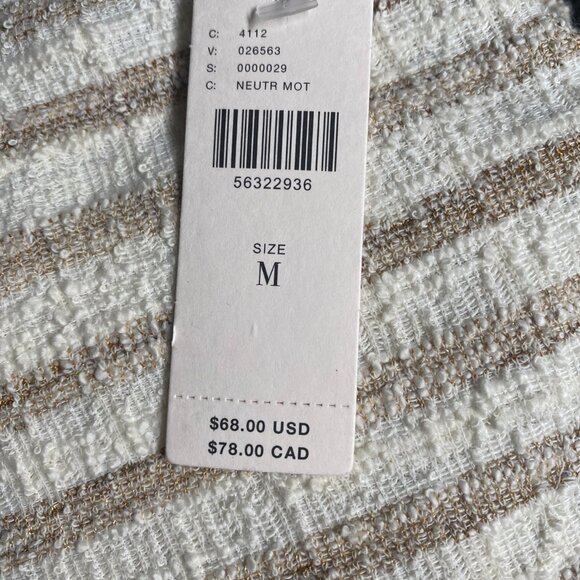 C: 4112
V: 026563
S: 0000029
C: NEUTR MOT
56322936
SIZE
M
$68.00 USD
$78.00 CAD